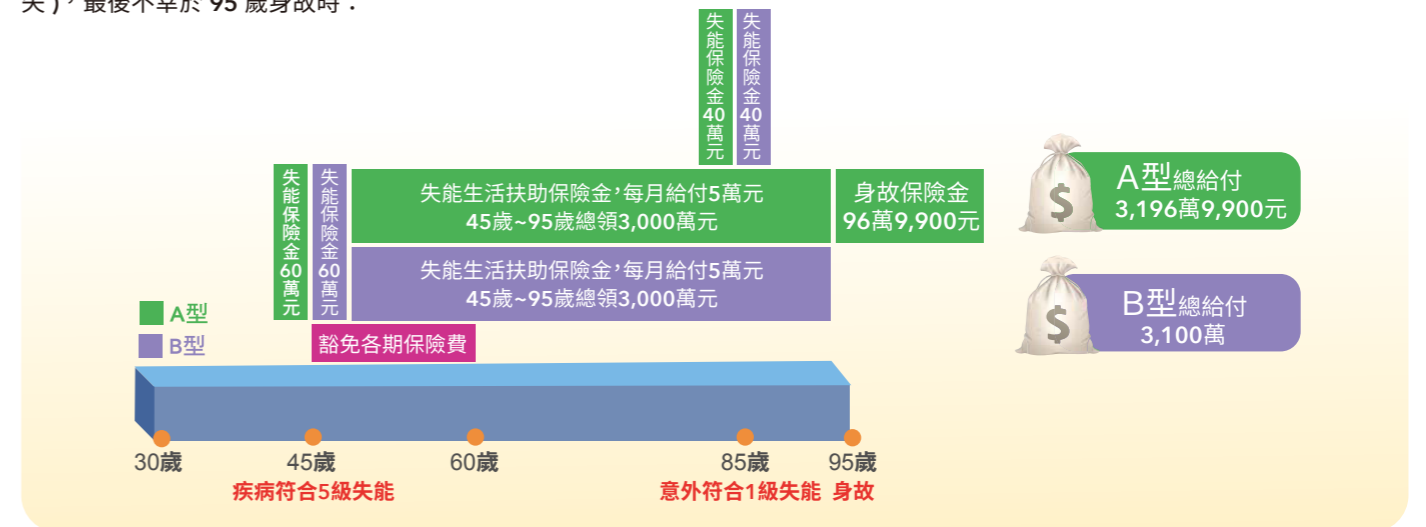 天)，最後不幸於 95 歲身故時：
失能保險金40萬元
失能保險金40萬元
失能保險金60萬元
失能保險金60萬元
失能生活扶助保險金，每月給付5萬元
45歲~95歲總領3,000萬元
身故保險金
96萬9,900元
失能生活扶助保險金，每月給付5萬元
45歲~95歲總領3,000萬元
$
A型總給付
3,196萬9,900元
$
B型總給付
3,100萬
A型
B型
豁免各期保險費
30歲
45歲
60歲
85歲
95歲
疾病符合5級失能
意外符合1級失能
身故